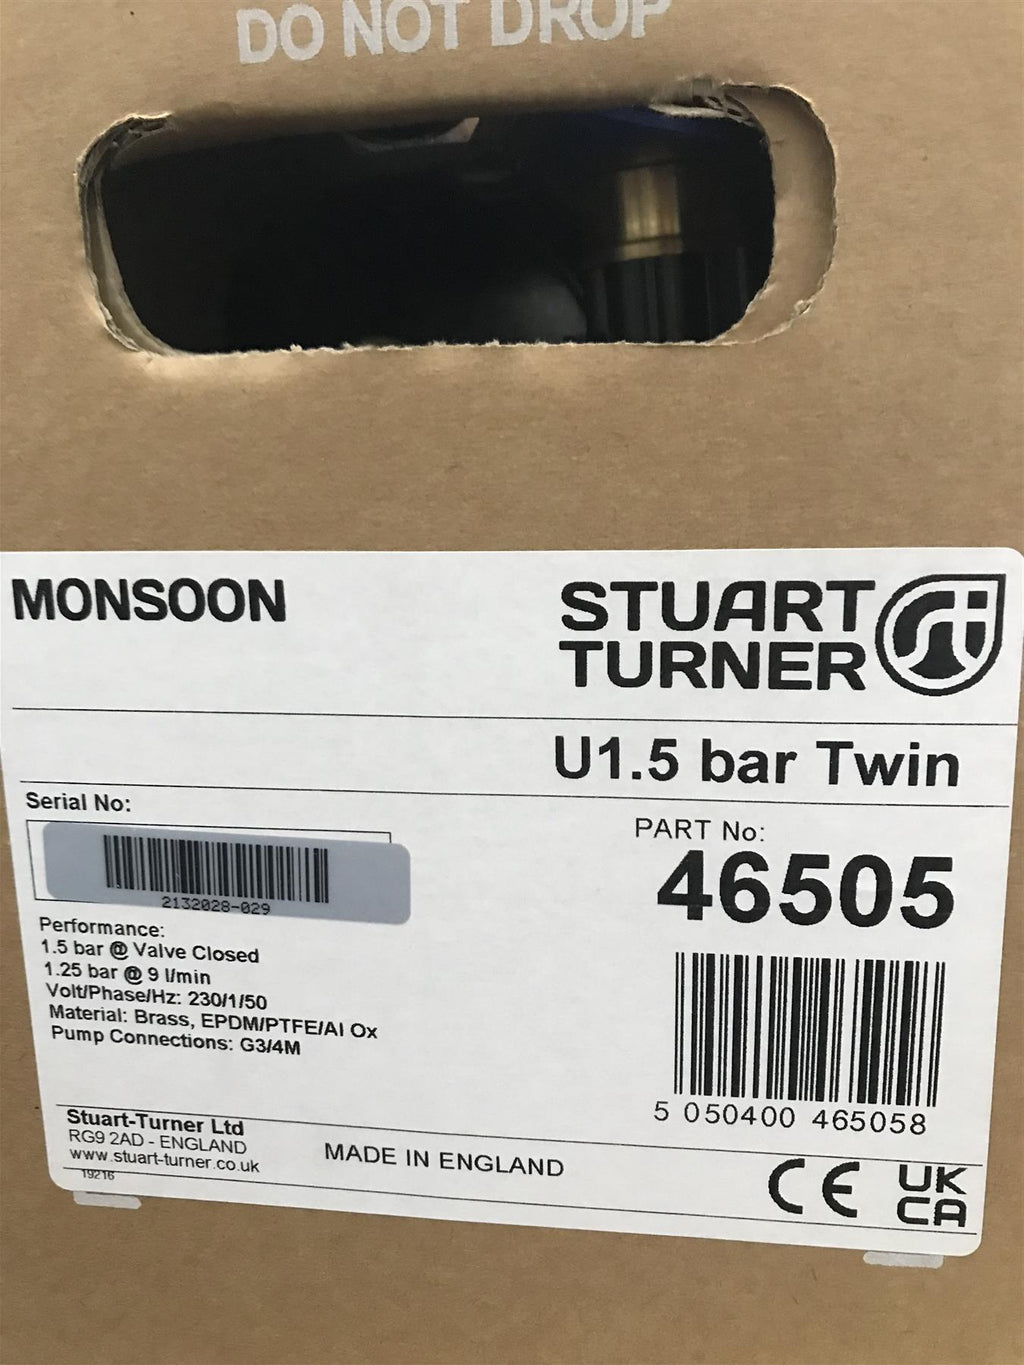 DO NOT DROP
MONSOON
STUART
TURNER
U1.5 bar Twin
Serial No:
2132028-029
PART No:
46505
Performance:
1.5 bar @ Valve Closed
1.25 bar @ 9 l/min
Volt/Phase/Hz: 230/1/50
Material: Brass, EPDM/PTFE/Al Ox
Pump Connections: G3/4M
5 050400 465058
Stuart-Turner Ltd
RG9 2AD - ENGLAND
www.stuart-turner.co.uk
19216
MADE IN ENGLAND
CE
UK
CA